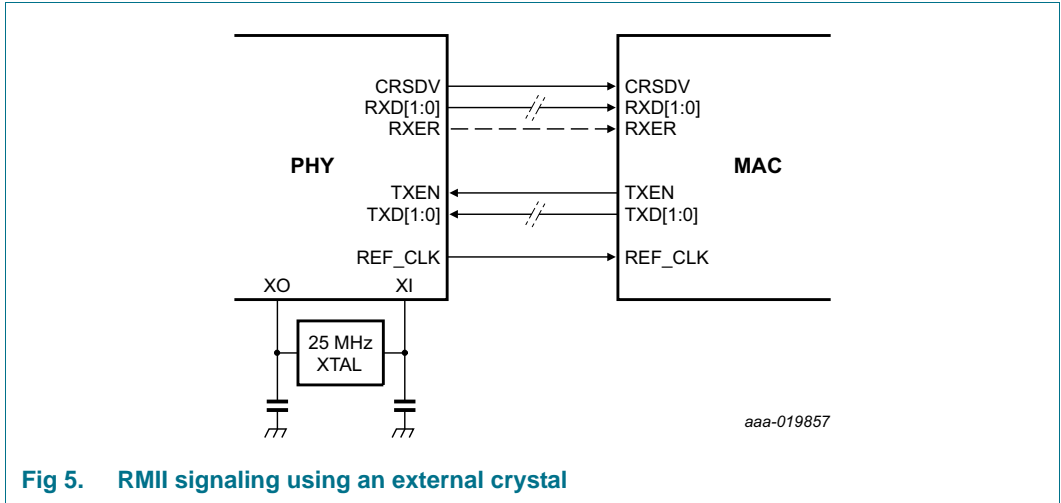 CRSDV CRSDV
RXD[1:0] RXD[1:0]
RXER RXER
PHY MAC
TXEN TXEN
TXD[1:0] TXD[1:0]
REF_CLK REF_CLK
XO XI
25 MHz
XTAL
aaa-019857
Fig 5. RMII signaling using an external crystal